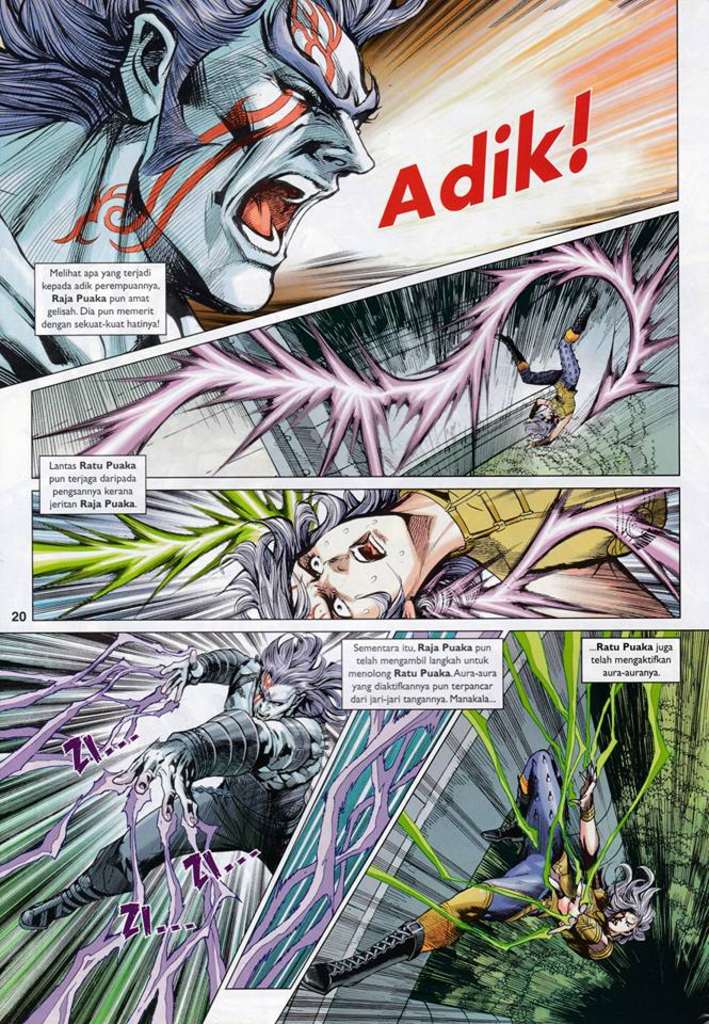 Adik!
Melihat apa yang terjadi
kepada adik perempuannya,
Raja Puaka pun amat
gelisah. Dia pun memerit
dengan sekuat-kuat hatinya!
Lantas Ratu Puaka
pun terjaga daripada
pengsannya kerana
jeritan Raja Puaka.
20
Sementara itu, Raja Puaka pun
telah mengambil langkah untuk
menolong Ratu Puaka. Aura-aura
yang diaktifkannya pun terpancar
dari jari-jari tangannya. Manakala...
...Ratu Puaka juga
telah mengaktifkan
aura-auranya.
ZI...
ZI...
ZI...